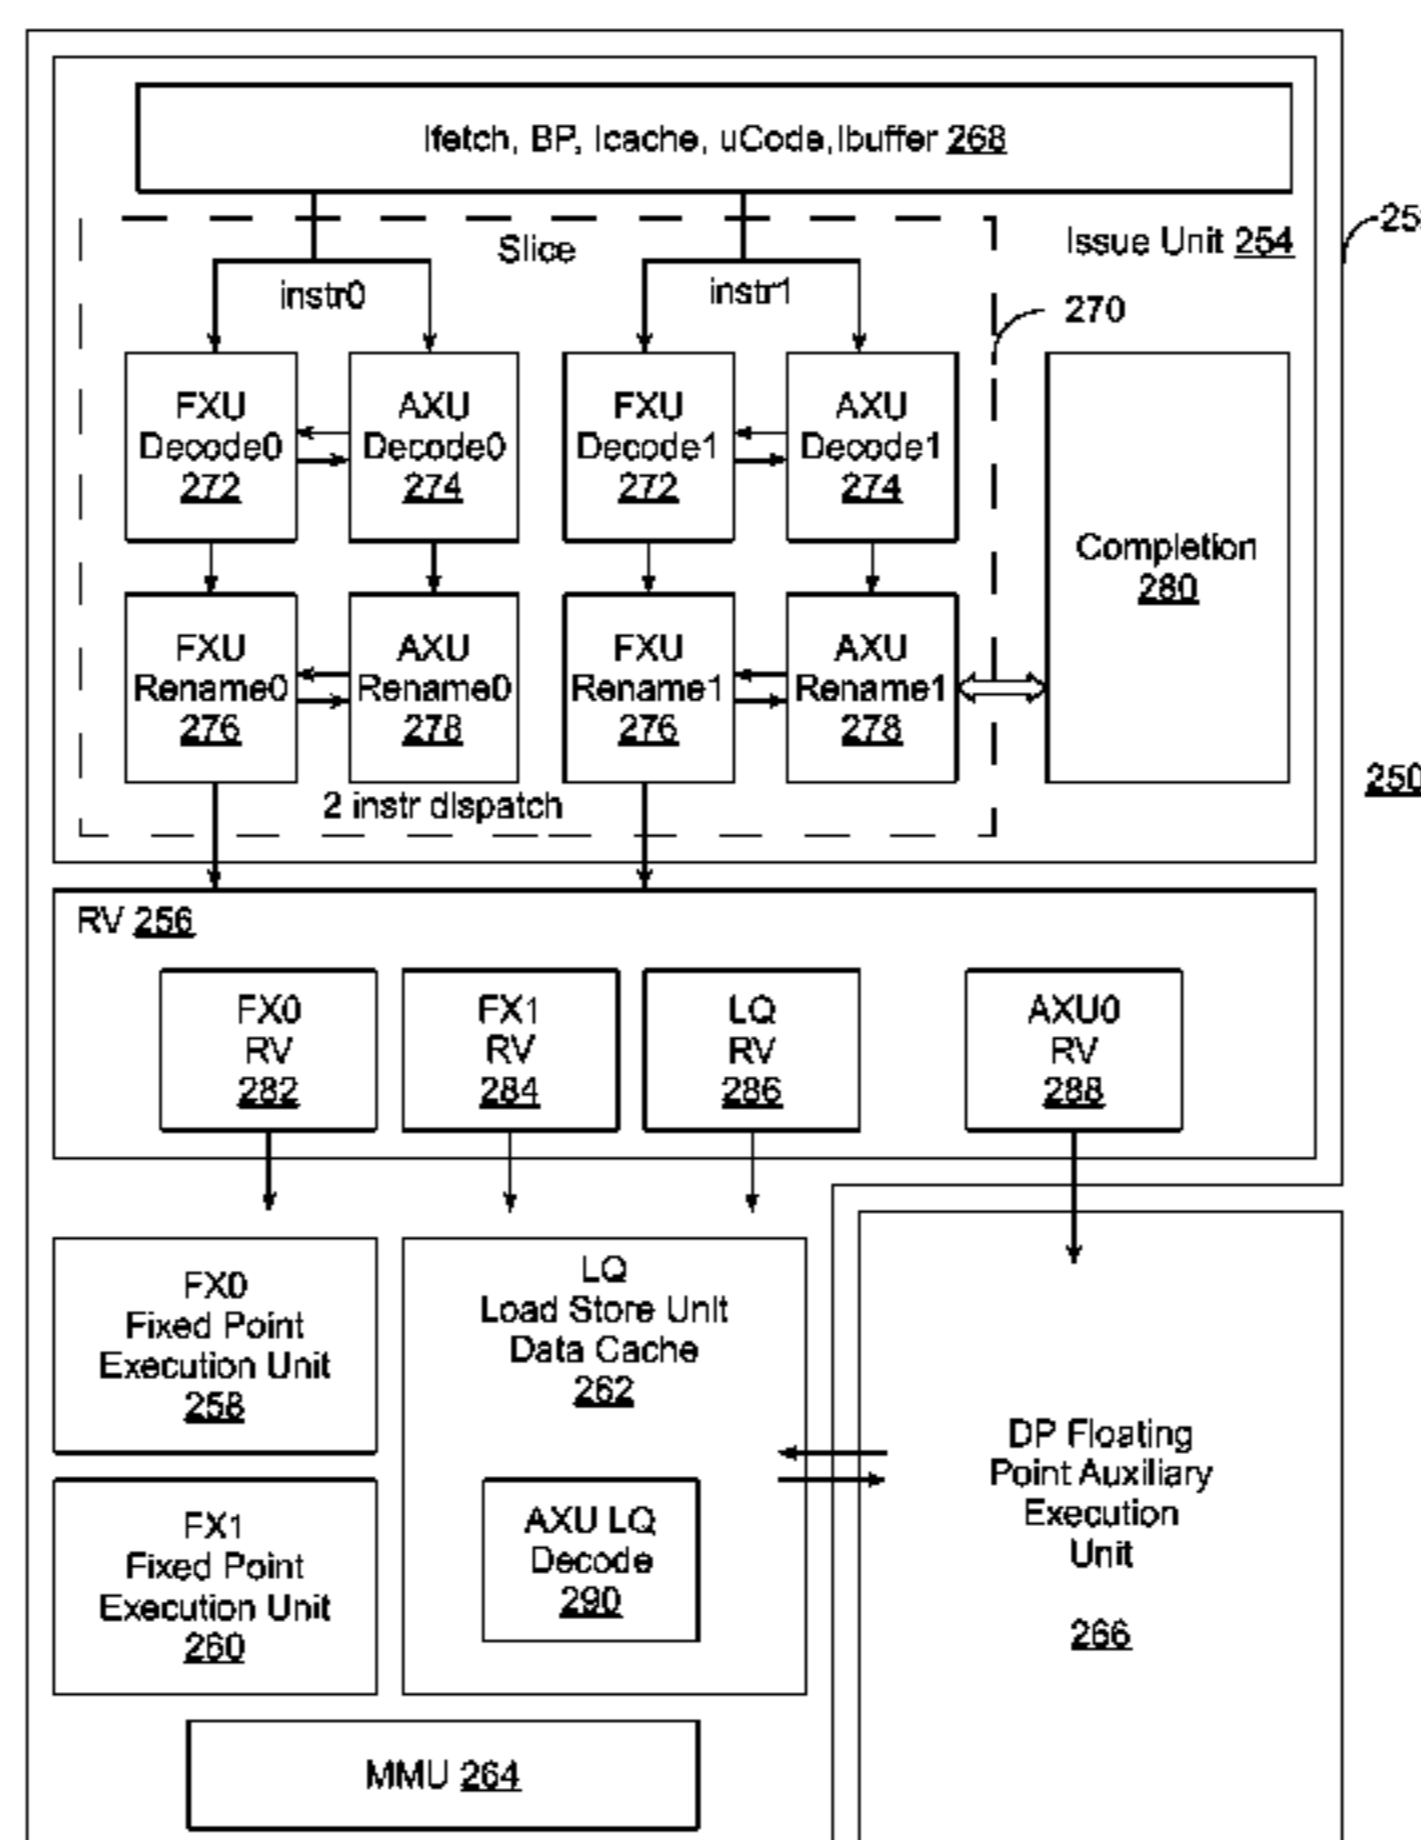 Ifetch, BP, Icache, uCode,Ibuffer 268
Slice
Issue Unit 254
instr0
instr1
270
FXU
Decode0
272
AXU
Decode0
274
FXU
Decode1
272
AXU
Decode1
274
Completion
280
FXU
Rename0
276
AXU
Rename0
278
FXU
Rename1
276
AXU
Rename1
278
2 instr dispatch
250
RV 256
FX0
RV
282
FX1
RV
284
LQ
RV
286
AXU0
RV
288
FX0
Fixed Point
Execution Unit
258
LQ
Load Store Unit
Data Cache
262
FX1
Fixed Point
Execution Unit
260
AXU LQ
Decode
290
DP Floating
Point Auxiliary
Execution
Unit
266
MMU 264